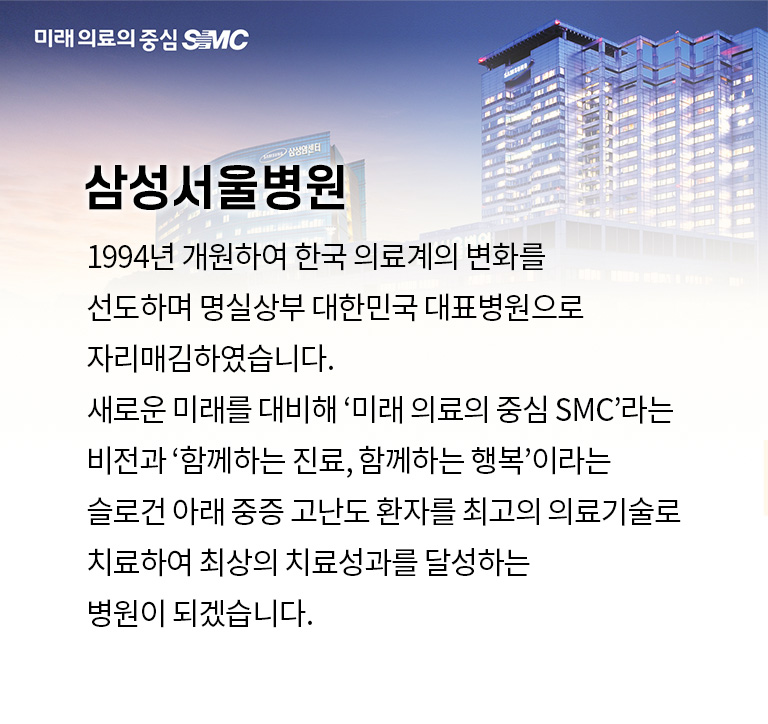 미래 의료의 중심 SMC
SAMSUNG 삼성암센터
삼성서울병원
1994년 개원하여 한국 의료계의 변화를
선도하며 명실상부 대한민국 대표병원으로
자리매김하였습니다.
새로운 미래를 대비해 ‘미래 의료의 중심 SMC’라는
비전과 ‘함께하는 진료, 함께하는 행복’이라는
슬로건 아래 중증 고난도 환자를 최고의 의료기술로
치료하여 최상의 치료성과를 달성하는
병원이 되겠습니다.